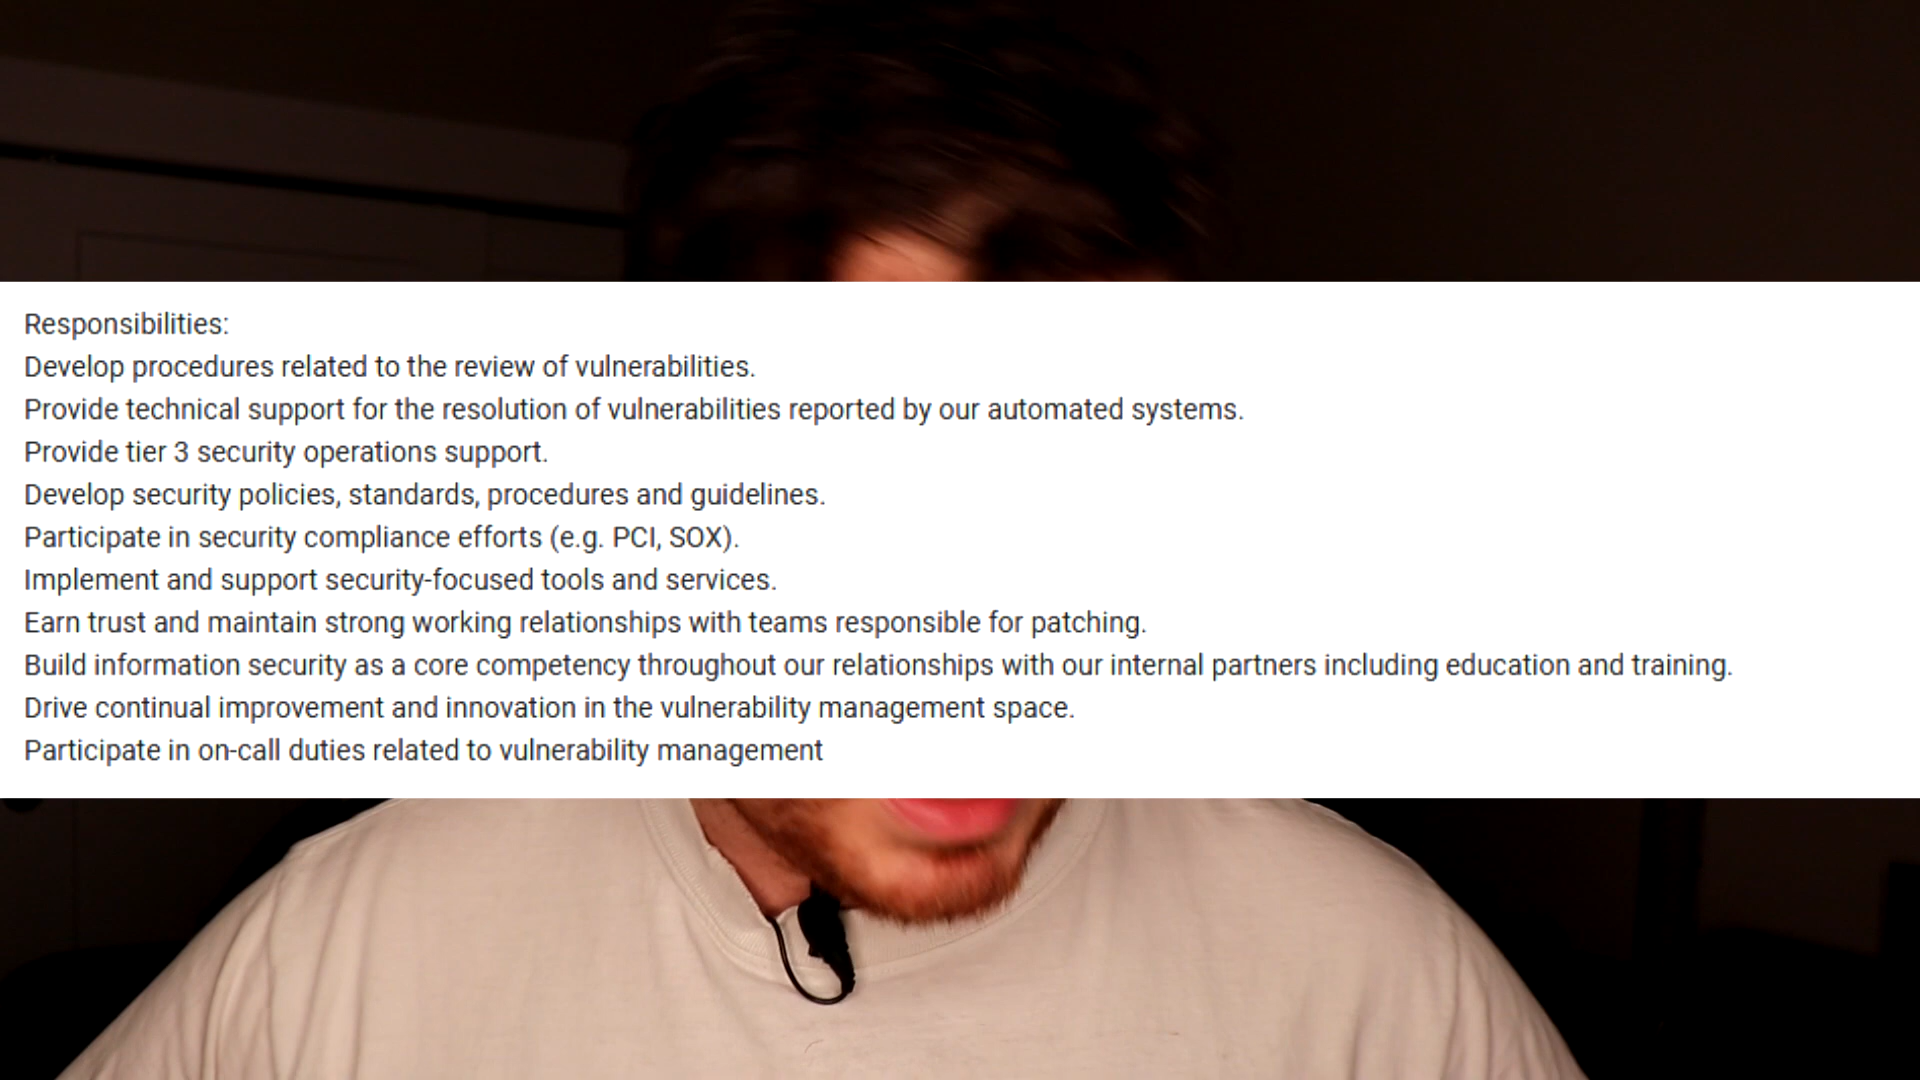 Responsibilities:
Develop procedures related to the review of vulnerabilities.
Provide technical support for the resolution of vulnerabilities reported by our automated systems.
Provide tier 3 security operations support.
Develop security policies, standards, procedures and guidelines.
Participate in security compliance efforts (e.g. PCI, SOX).
Implement and support security-focused tools and services.
Earn trust and maintain strong working relationships with teams responsible for patching.
Build information security as a core competency throughout our relationships with our internal partners including education and training.
Drive continual improvement and innovation in the vulnerability management space.
Participate in on-call duties related to vulnerability management